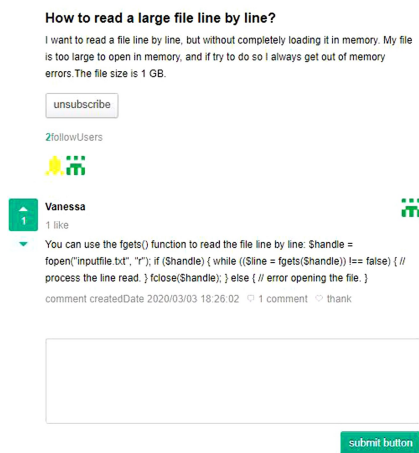 How to read a large file line by line?
I want to read a file line by line, but without completely loading it in memory. My file
is too large to open in memory, and if try to do so I always get out of memory
errors.The file size is 1 GB.
unsubscribe
2followUsers
Vanessa
1
1 like
You can use the fgets() function to read the file line by line: $handle =
fopen("inputfile.txt", "r"); if ($handle) { while (($line = fgets($handle)) !== false) { //
process the line read. } fclose($handle); } else { // error opening the file. }
comment createdDate 2020/03/03 18:26:02 1 comment thank
submit button